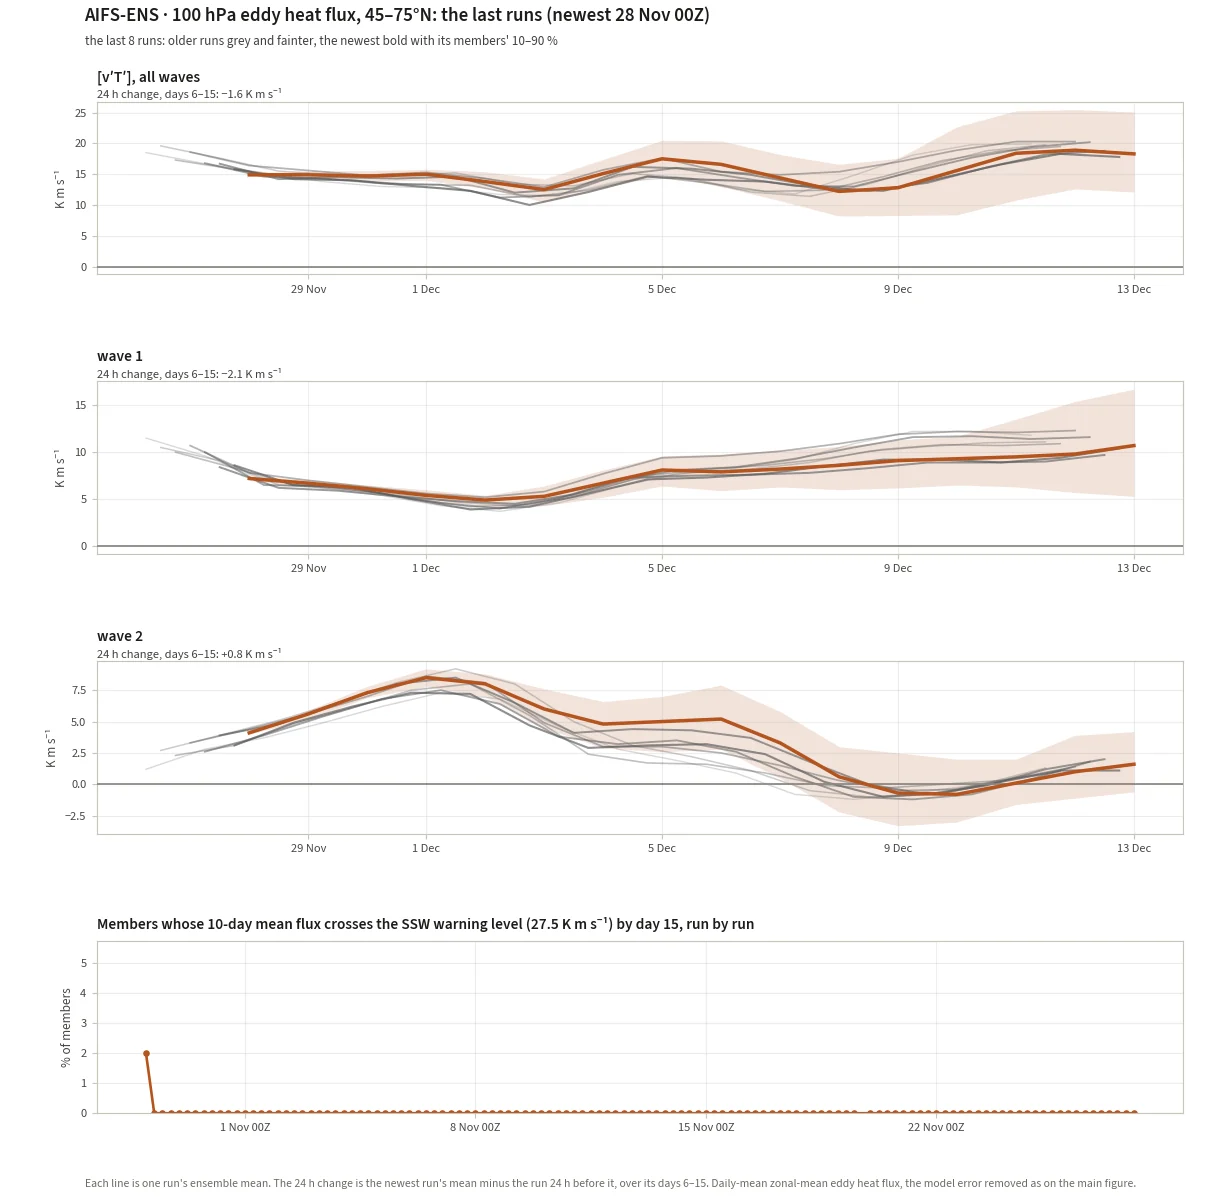 AIFS-ENS · 100 hPa eddy heat flux, 45–75°N: the last runs (newest 28 Nov 00Z)
the last 8 runs: older runs grey and fainter, the newest bold with its members' 10–90 %
[v′T′], all waves
24 h change, days 6–15: −1.6 K m s⁻¹
25
20
15
10
5
0
K m s⁻¹
29 Nov 1 Dec 5 Dec 9 Dec 13 Dec
wave 1
24 h change, days 6–15: −2.1 K m s⁻¹
15
10
5
0
K m s⁻¹
29 Nov 1 Dec 5 Dec 9 Dec 13 Dec
wave 2
24 h change, days 6–15: +0.8 K m s⁻¹
7.5
5.0
2.5
0.0
−2.5
K m s⁻¹
29 Nov 1 Dec 5 Dec 9 Dec 13 Dec
Members whose 10-day mean flux crosses the SSW warning level (27.5 K m s⁻¹) by day 15, run by run
5
4
3
2
1
0
% of members
1 Nov 00Z 8 Nov 00Z 15 Nov 00Z 22 Nov 00Z
Each line is one run's ensemble mean. The 24 h change is the newest run's mean minus the run 24 h before it, over its days 6–15. Daily-mean zonal-mean eddy heat flux, the model error removed as on the main figure.